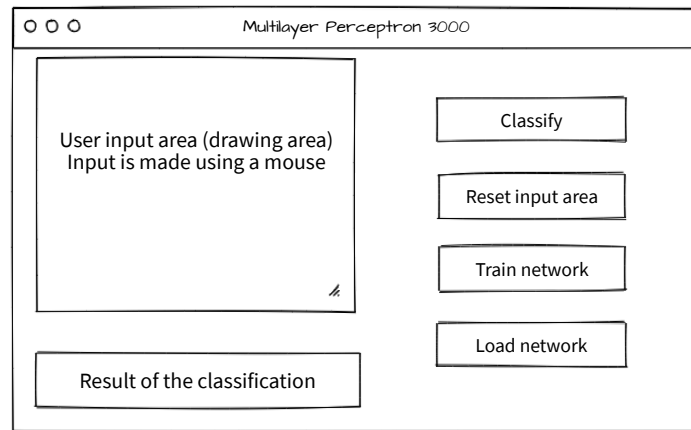 Multilayer Perceptron 3000
User input area (drawing area)
Input is made using a mouse
Classify
Reset input area
Train network
Load network
Result of the classification